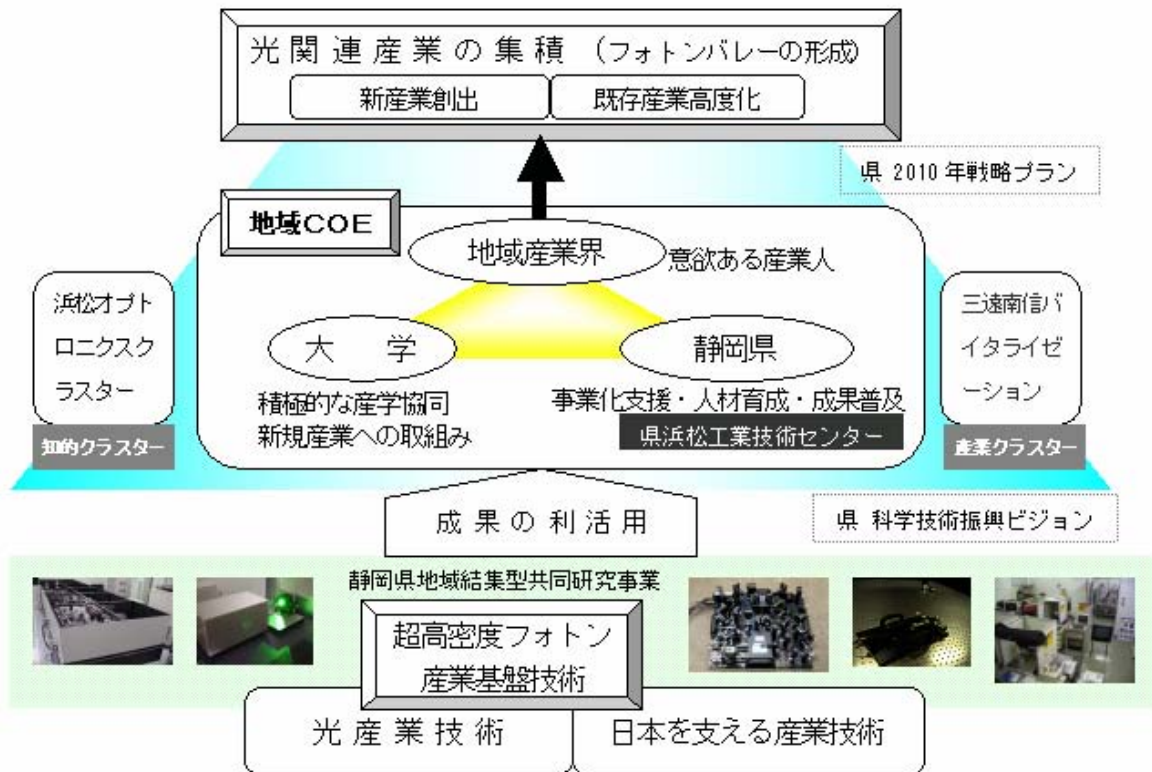 光関連産業の集積（フォトンバレーの形成）
新産業創出
既存産業高度化
県 2010年戦略プラン
地域COE
地域産業界
意欲ある産業人
浜松オプト
ロニクスク
ラスター
知的クラスター
大　学
積極的な産学協同
新規産業への取組み
静岡県
事業化支援・人材育成・成果普及
県浜松工業技術センター
三遠南信バ
イタライゼ
ーション
産業クラスター
成果の利活用
県 科学技術振興ビジョン
静岡県地域結集型共同研究事業
超高密度フォトン
産業基盤技術
光産業技術
日本を支える産業技術